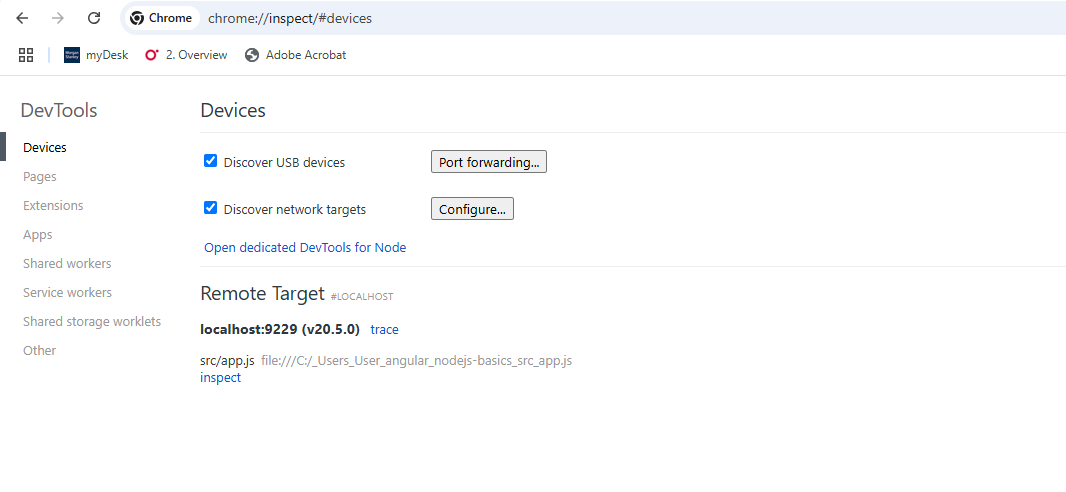 Chrome chrome://inspect/#devices
Morgan Stanley myDesk 2. Overview Adobe Acrobat
DevTools
Devices
Pages
Extensions
Apps
Shared workers
Service workers
Shared storage worklets
Other
Devices
Discover USB devices Port forwarding...
Discover network targets Configure...
Open dedicated DevTools for Node
Remote Target #LOCALHOST
localhost:9229 (v20.5.0) trace
src/app.js file:///C:/_Users_User_angular_nodejs-basics_src_app.js
inspect